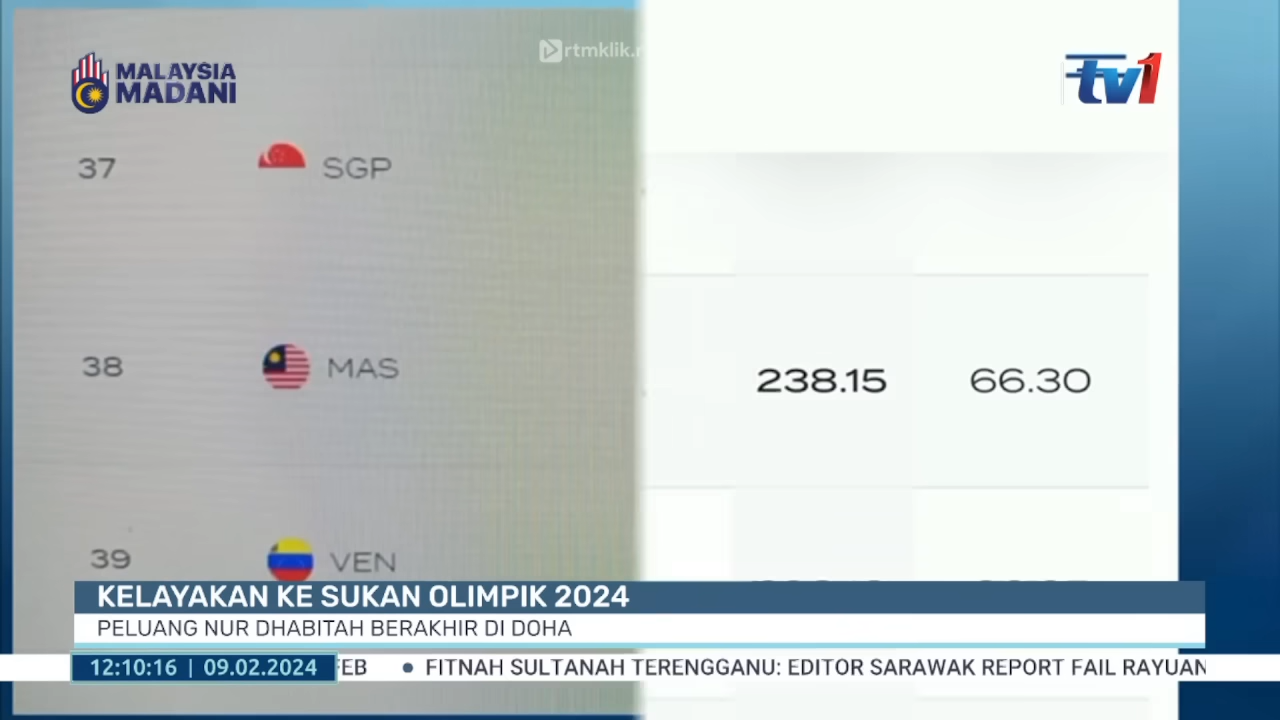 MALAYSIA
MADANI
rtmklik.
tv1
37 SGP
38 MAS 238.15 66.30
39 VEN
KELAYAKAN KE SUKAN OLIMPIK 2024
PELUANG NUR DHABITAH BERAKHIR DI DOHA
12:10:16 | 09.02.2024 FEB • FITNAH SULTANAH TERENGGANU: EDITOR SARAWAK REPORT FAIL RAYUAN